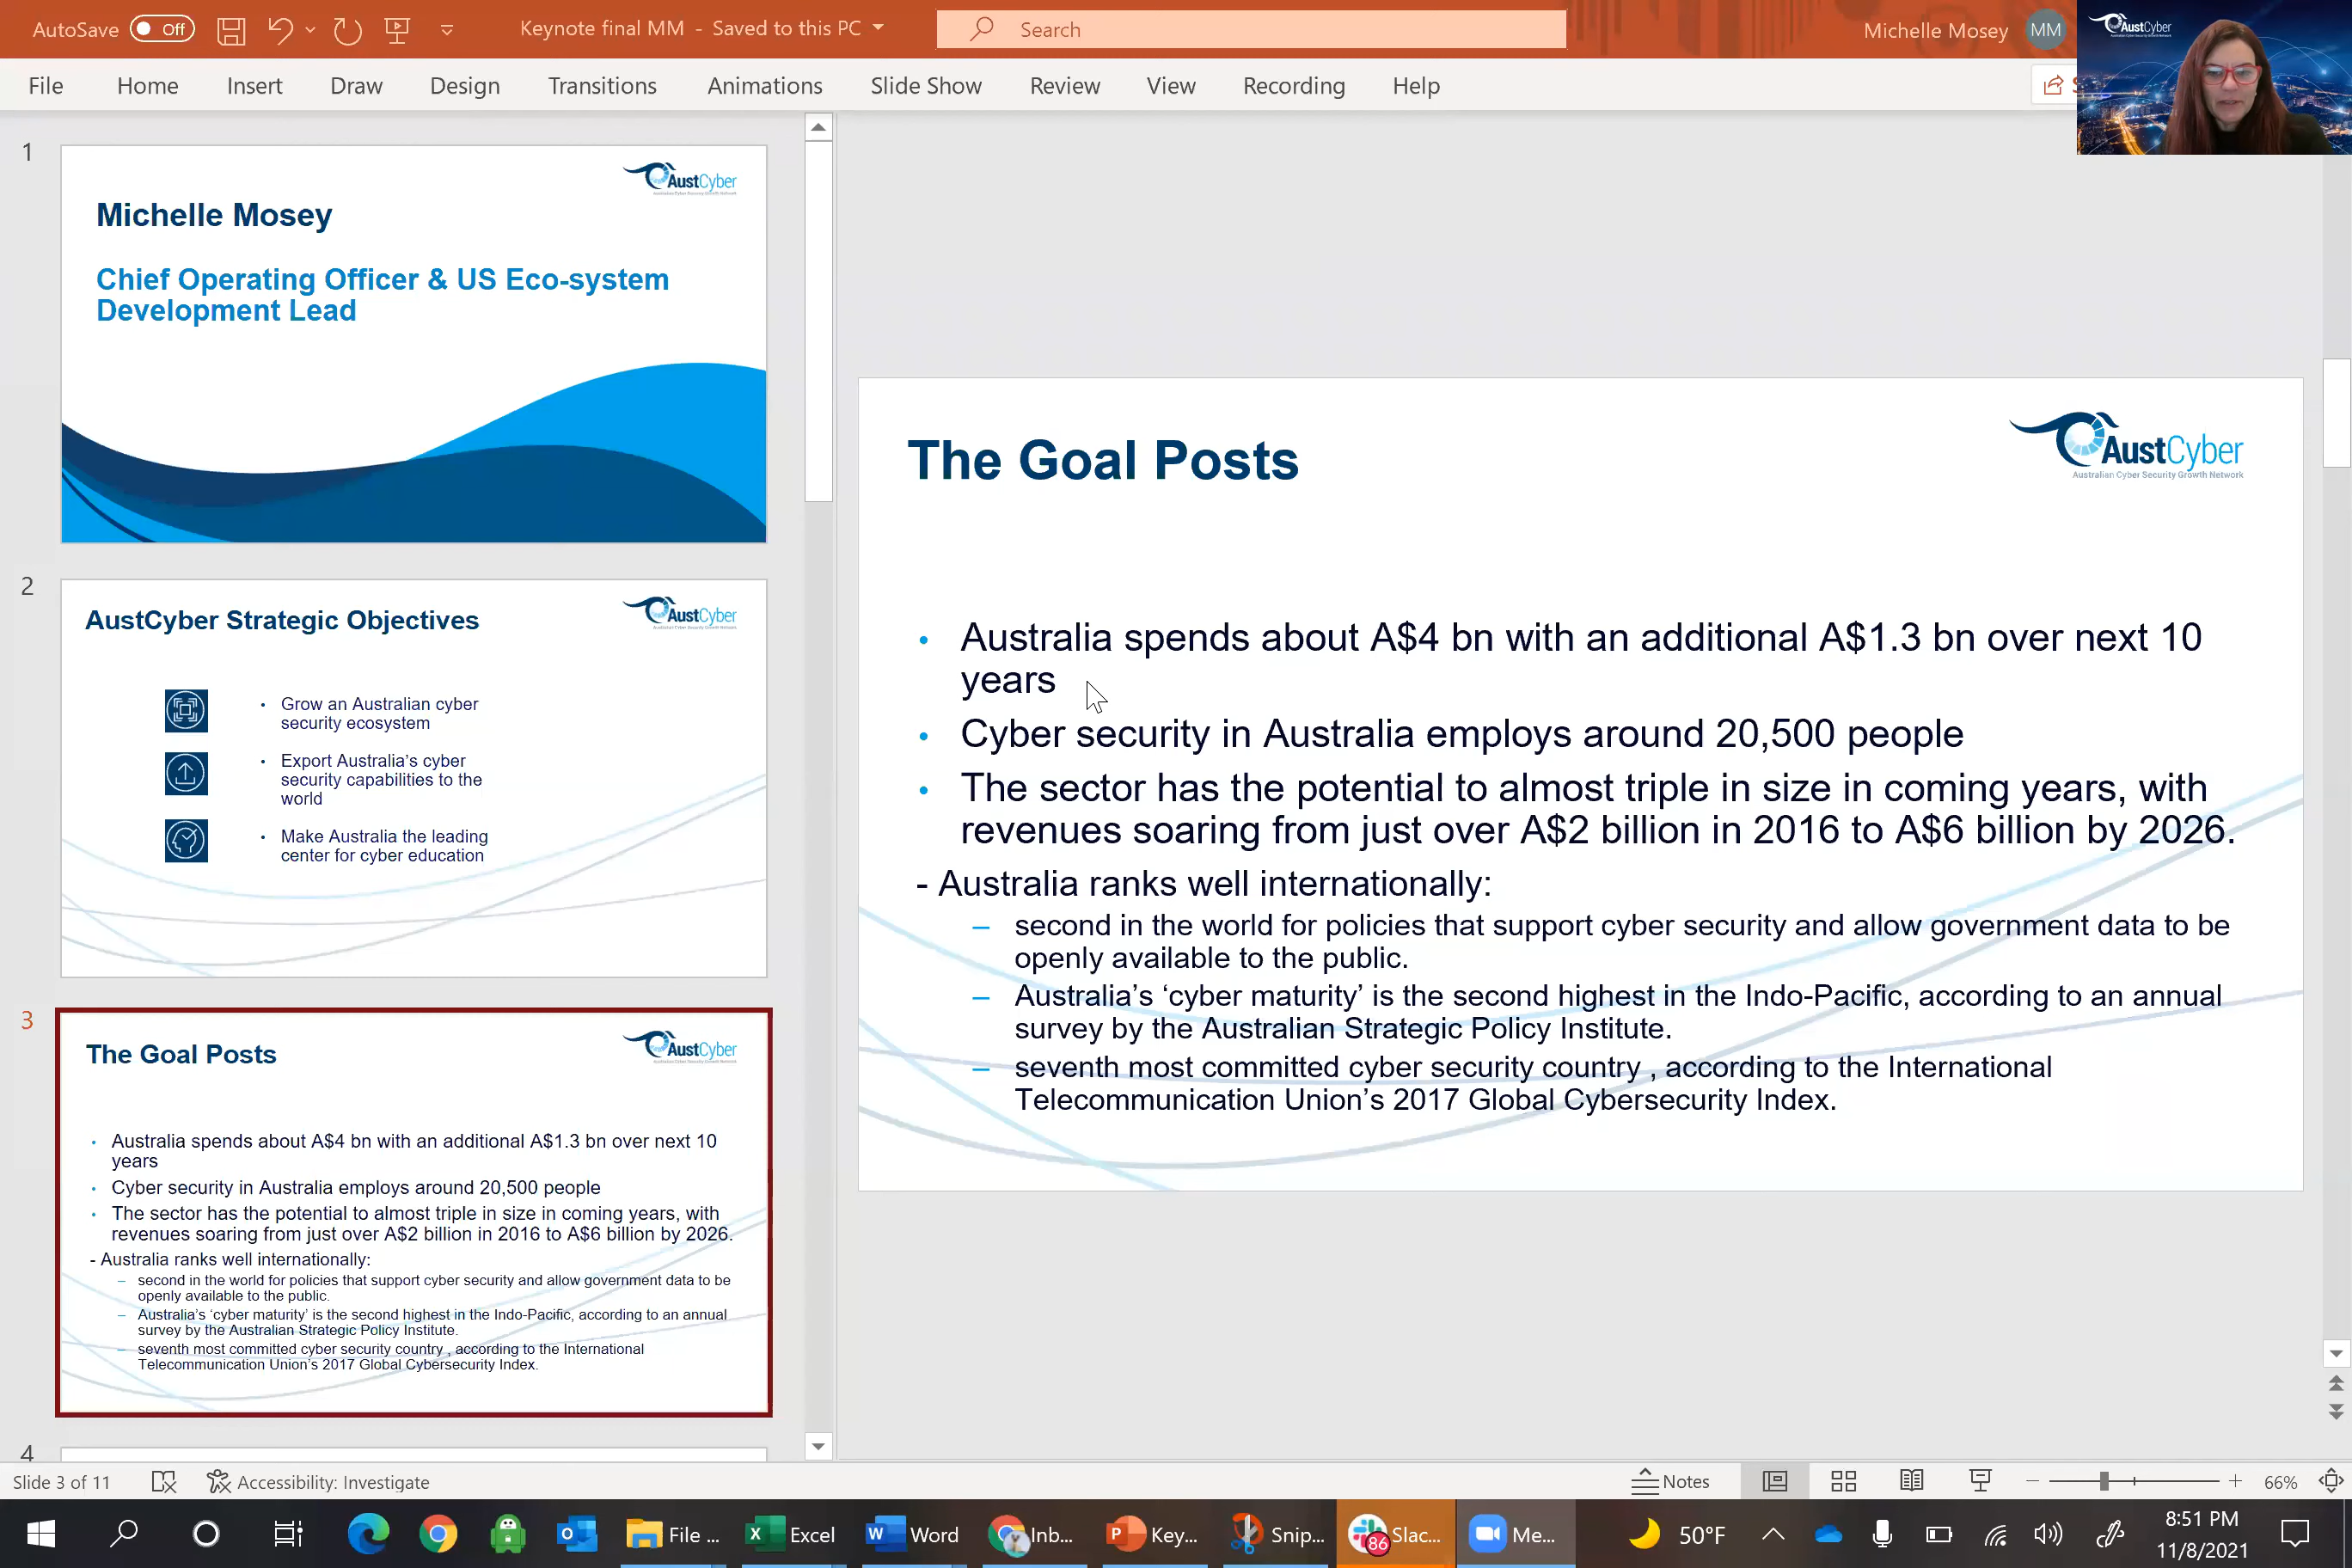 AutoSave Off
Keynote final MM - Saved to this PC
Search
Michelle Mosey MM
AustCyber
File Home Insert Draw Design Transitions Animations Slide Show Review View Recording Help
1
AustCyber
Michelle Mosey
Chief Operating Officer & US Eco-system
Development Lead
2
AustCyber Strategic Objectives
AustCyber
• Grow an Australian cyber
security ecosystem
• Export Australia’s cyber
security capabilities to the
world
• Make Australia the leading
center for cyber education
3
The Goal Posts
AustCyber
• Australia spends about A$4 bn with an additional A$1.3 bn over next 10
years
• Cyber security in Australia employs around 20,500 people
• The sector has the potential to almost triple in size in coming years, with
revenues soaring from just over A$2 billion in 2016 to A$6 billion by 2026.
- Australia ranks well internationally:
– second in the world for policies that support cyber security and allow government data to be
openly available to the public.
– Australia’s ‘cyber maturity’ is the second highest in the Indo-Pacific, according to an annual
survey by the Australian Strategic Policy Institute.
– seventh most committed cyber security country , according to the International
Telecommunication Union’s 2017 Global Cybersecurity Index.
4
The Goal Posts
AustCyber
Australian Cyber Security Growth Network
• Australia spends about A$4 bn with an additional A$1.3 bn over next 10
years
• Cyber security in Australia employs around 20,500 people
• The sector has the potential to almost triple in size in coming years, with
revenues soaring from just over A$2 billion in 2016 to A$6 billion by 2026.
- Australia ranks well internationally:
– second in the world for policies that support cyber security and allow government data to be
openly available to the public.
– Australia’s ‘cyber maturity’ is the second highest in the Indo-Pacific, according to an annual
survey by the Australian Strategic Policy Institute.
– seventh most committed cyber security country , according to the International
Telecommunication Union’s 2017 Global Cybersecurity Index.
Slide 3 of 11 Accessibility: Investigate Notes 66%
File ... Excel Word Inb... Key... Snip... 86 Slac... Me... 50°F
8:51 PM
11/8/2021